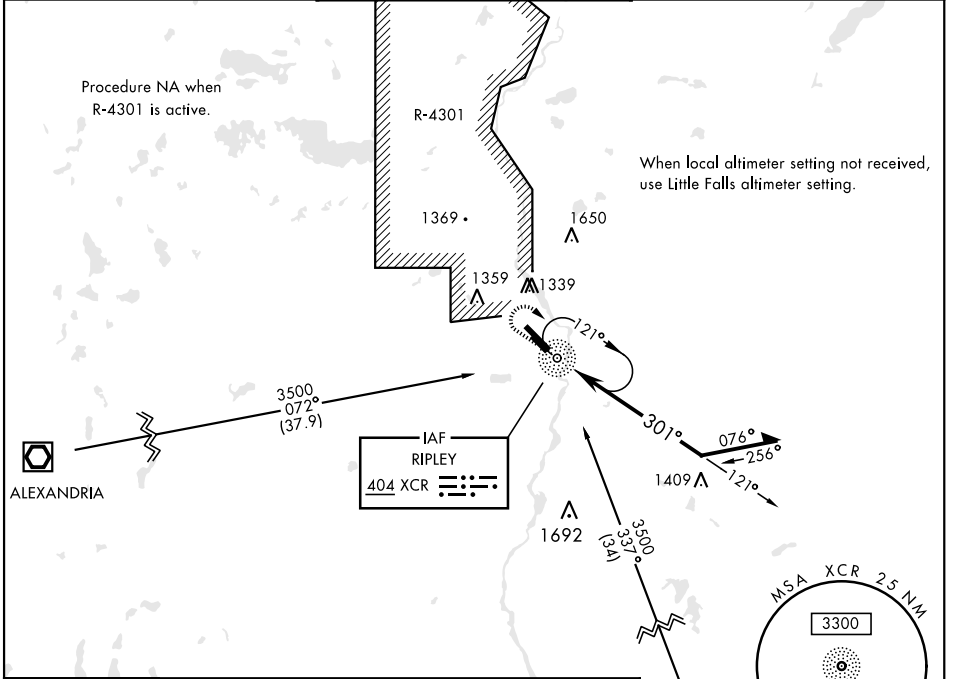 Procedure NA when
R-4301 is active.
R-4301
When local altimeter setting not received,
use Little Falls altimeter setting.
1369
1650
1359
1339
121°
3500
072°
(37.9)
301°
076°
256°
IAF
RIPLEY
404 XCR
ALEXANDRIA
1409
121°
1692
3500
337°
(34)
MSA XCR 25 NM
3300